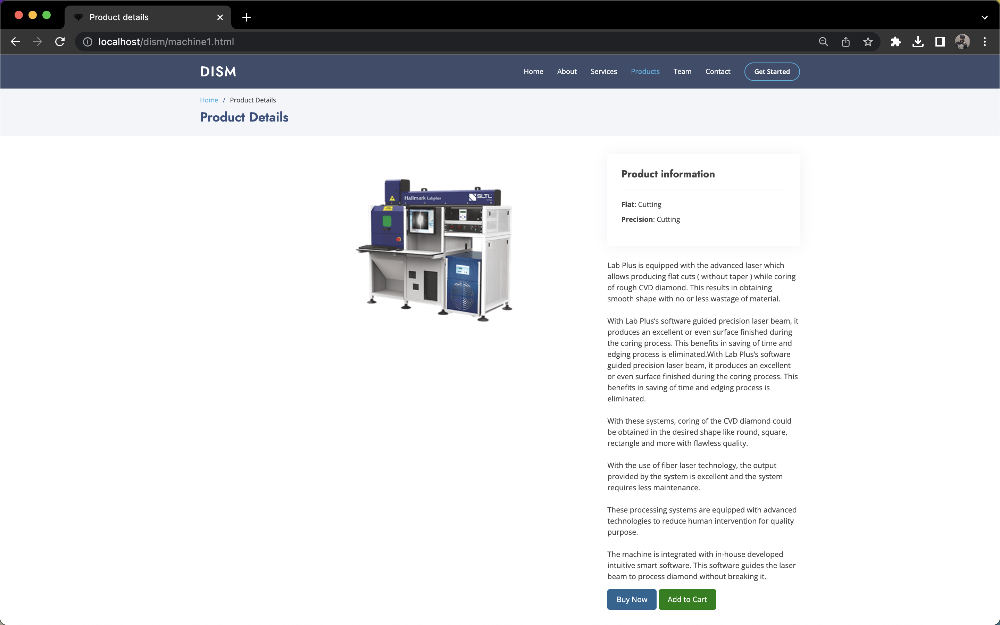 Product details
localhost/dism/machine1.html
DISM
Home About Services Products Team Contact Get Started
Home / Product Details
Product Details
Hallmark Labplus
SLTL
Group
Product information
Flat: Cutting
Precision: Cutting
Lab Plus is equipped with the advanced laser which
allows producing flat cuts ( without taper ) while coring
of rough CVD diamond. This results in obtaining
smooth shape with no or less wastage of material.
With Lab Plus’s software guided precision laser beam, it
produces an excellent or even surface finished during
the coring process. This benefits in saving of time and
edging process is eliminated.With Lab Plus’s software
guided precision laser beam, it produces an excellent
or even surface finished during the coring process. This
benefits in saving of time and edging process is
eliminated.
With these systems, coring of the CVD diamond could
be obtained in the desired shape like round, square,
rectangle and more with flawless quality.
With the use of fiber laser technology, the output
provided by the system is excellent and the system
requires less maintenance.
These processing systems are equipped with advanced
technologies to reduce human intervention for quality
purpose.
The machine is integrated with in-house developed
intuitive smart software. This software guides the laser
beam to process diamond without breaking it.
Buy Now Add to Cart